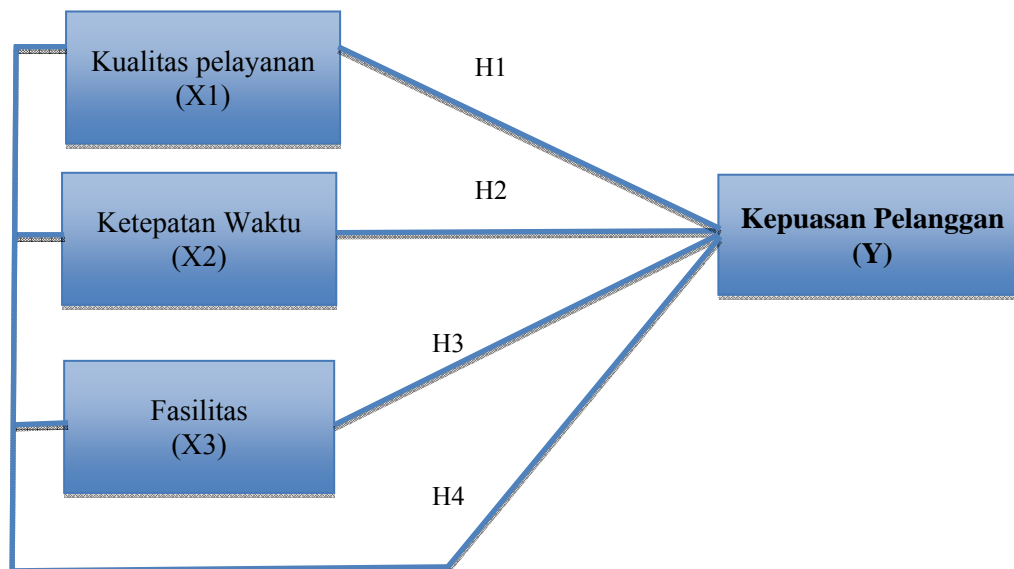 Kualitas pelayanan
(X1)
H1
H2
Ketepatan Waktu
(X2)
Kepuasan Pelanggan
(Y)
H3
Fasilitas
(X3)
H4